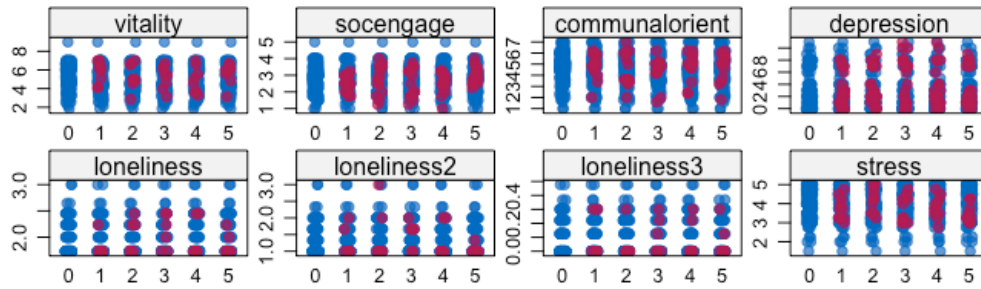 vitality socengage communalorient depression
8 6 4 2
1 2 3 4 5
1234567
02468
0 1 2 3 4 5 0 1 2 3 4 5 0 1 2 3 4 5 0 1 2 3 4 5
loneliness loneliness2 loneliness3 stress
3.0 2.0
1.0 2.0 3.0
0.00.20.4
5 4 3 2
0 1 2 3 4 5 0 1 2 3 4 5 0 1 2 3 4 5 0 1 2 3 4 5